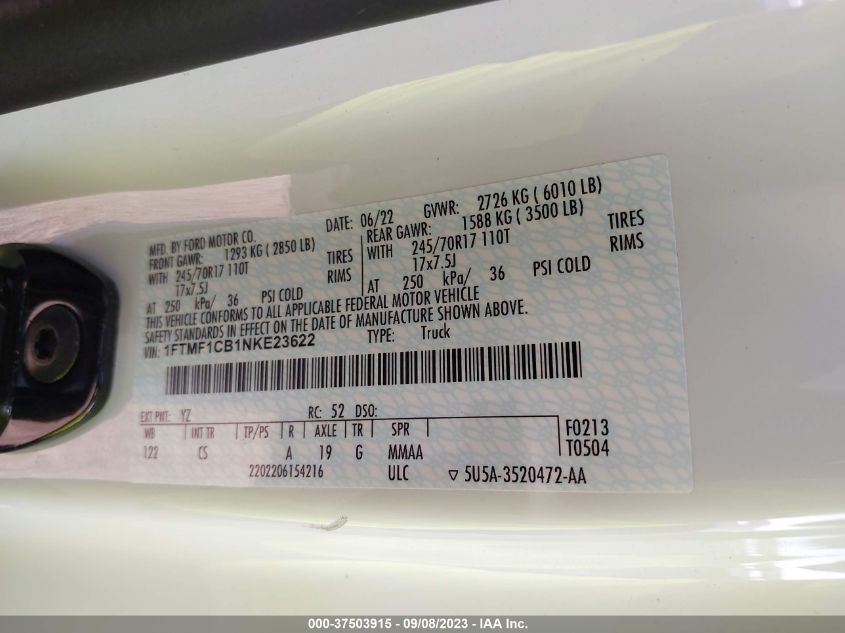 MFD. BY FORD MOTOR CO.
DATE: 06/22 GVWR: 2726 KG ( 6010 LB)
FRONT GAWR: 1293 KG ( 2850 LB)
REAR GAWR: 1588 KG ( 3500 LB)
WITH 245/70R17 110T TIRES
WITH 245/70R17 110T TIRES
17x7.5J RIMS
17x7.5J RIMS
AT 250 kPa/ 36 PSI COLD
AT 250 kPa/ 36 PSI COLD
THIS VEHICLE CONFORMS TO ALL APPLICABLE FEDERAL MOTOR VEHICLE
SAFETY STANDARDS IN EFFECT ON THE DATE OF MANUFACTURE SHOWN ABOVE.
VIN: 1FTMF1CB1NKE23622 TYPE: Truck
EXT PNT: YZ RC: 52 DSO:
WB INT TR TP/PS R AXLE TR SPR F0213
122 CS A 19 G MMAA T0504
2202206154216 ULC ▽ 5U5A-3520472-AA
000-37503915 - 09/08/2023 - IAA Inc.